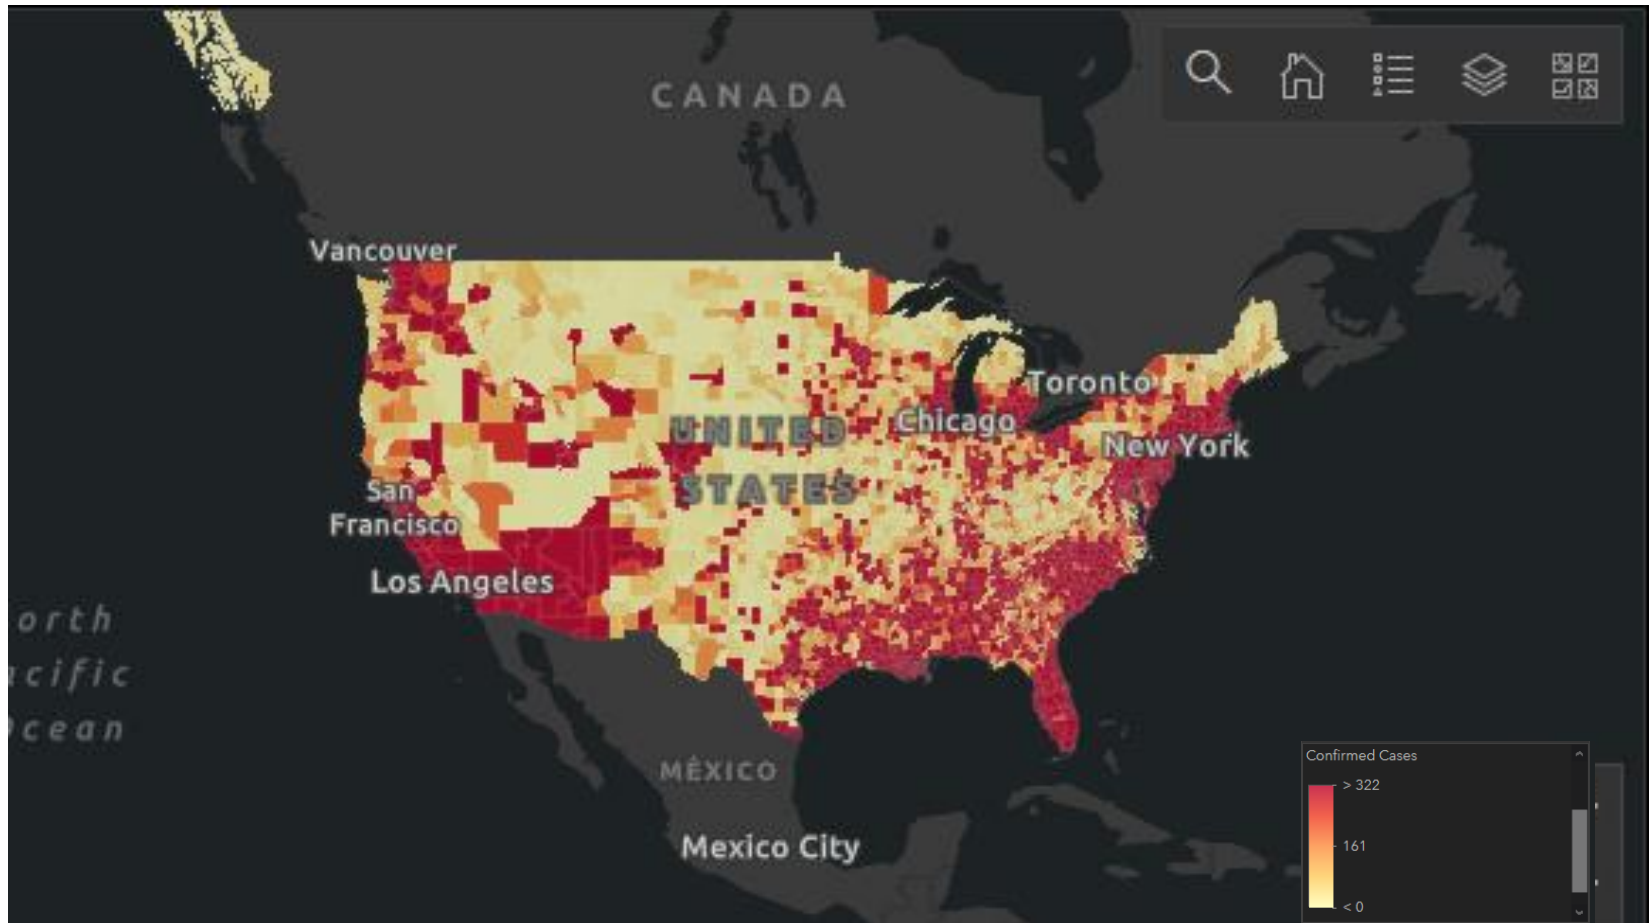 CANADA
Vancouver
Toronto
Chicago
UNITED
STATES
New York
San
Francisco
Los Angeles
orth
acific
cean
MÉXICO
Mexico City
Confirmed Cases
> 322
161
< 0